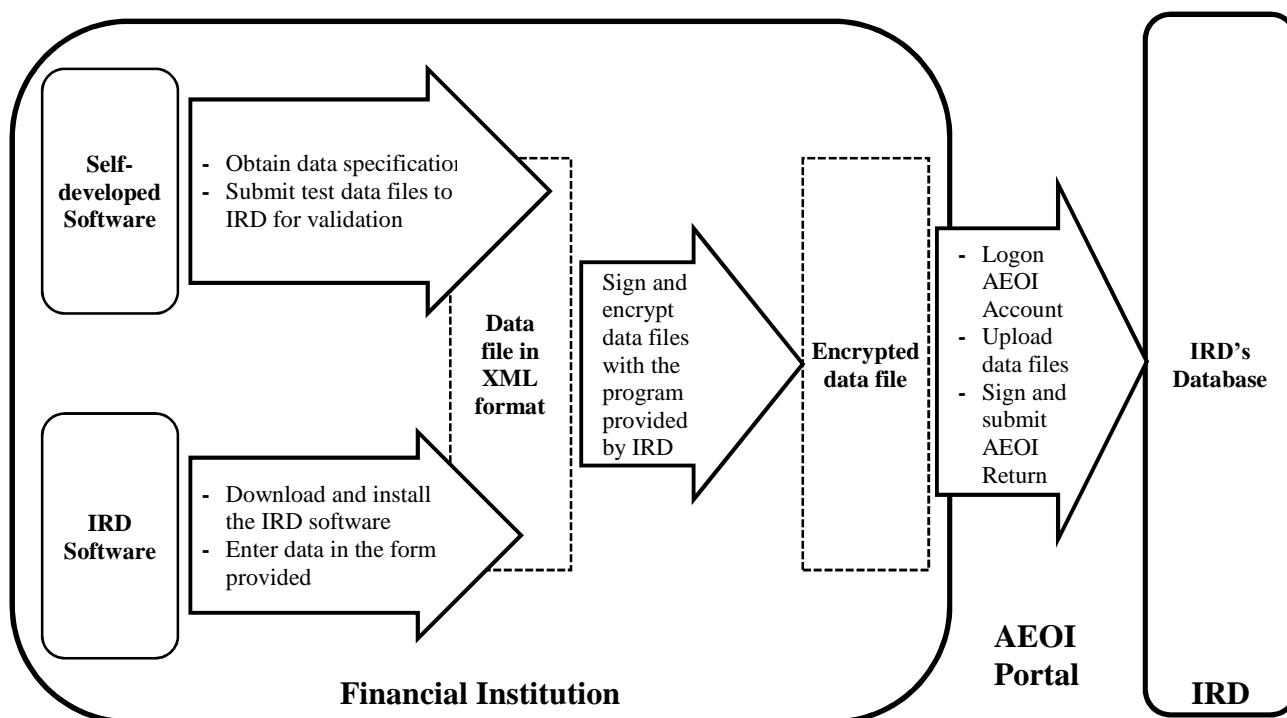 Self-
developed
Software
- Obtain data specification
- Submit test data files to
IRD for validation
IRD
Software
- Download and install
the IRD software
- Enter data in the form
provided
Data
file in
XML
format
Sign and
encrypt
data files
with the
program
provided
by IRD
Encrypted
data file
- Logon
AEOI
Account
- Upload
data files
- Sign and
submit
AEOI
Return
IRD's
Database
Financial Institution
AEOI
Portal
IRD